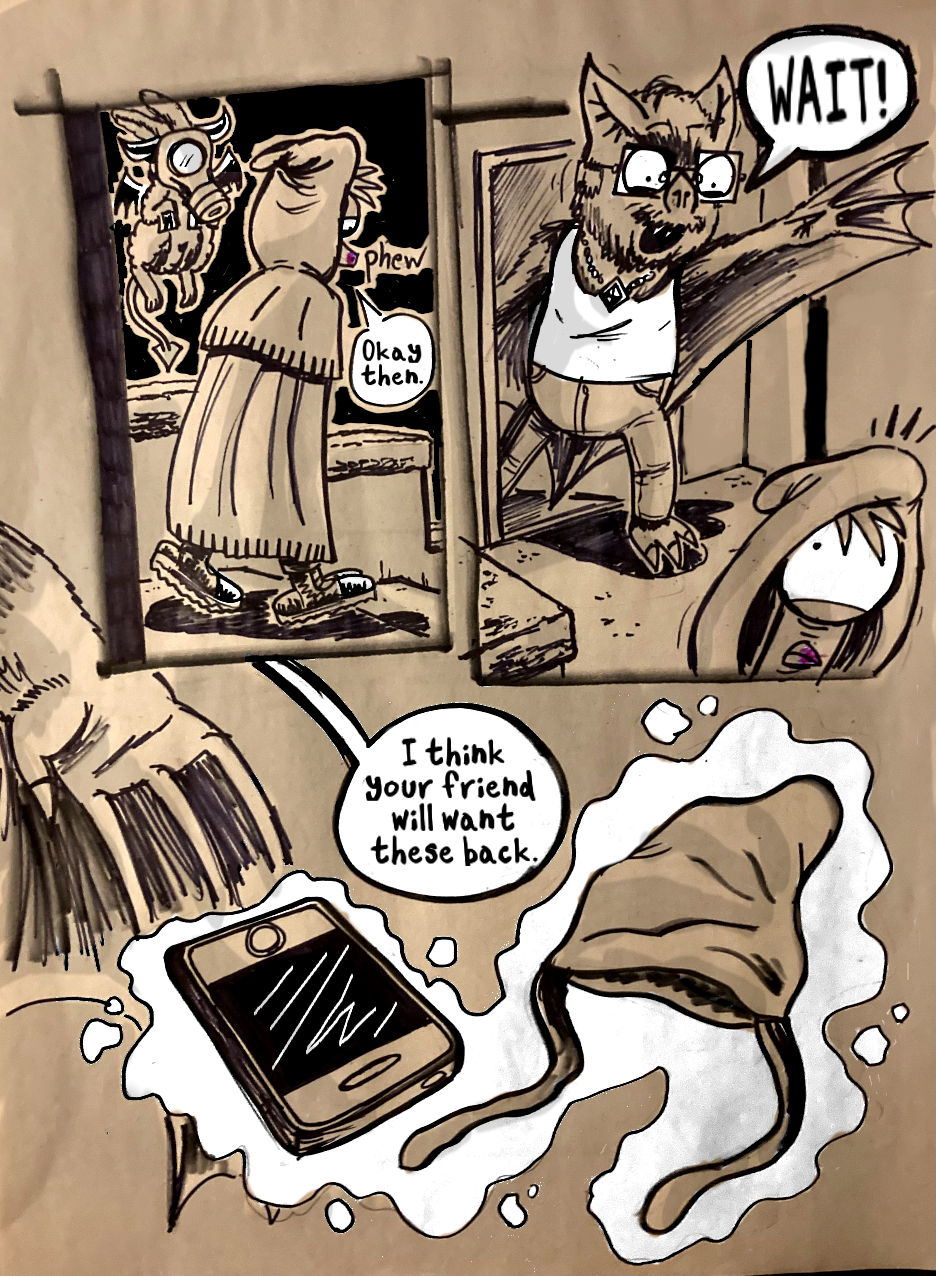 phew
Okay
then.
WAIT!
I think
your friend
will want
these back.